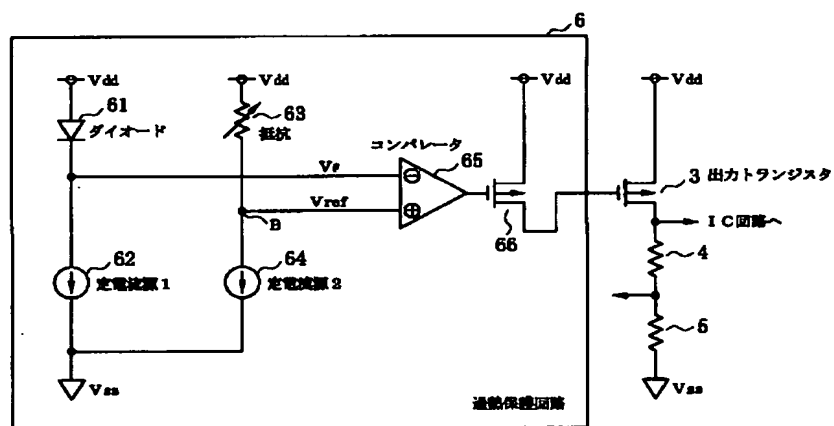 6
Vdd
Vdd
Vdd
Vdd
61
ダイオード
63
抵抗
コンパレータ
65
Vf
⊖
3 出力トランジスタ
Vref
⊕
B
66
IC回路へ
4
62
定電流源1
64
定電流源2
5
Vss
Vss
過熱保護回路